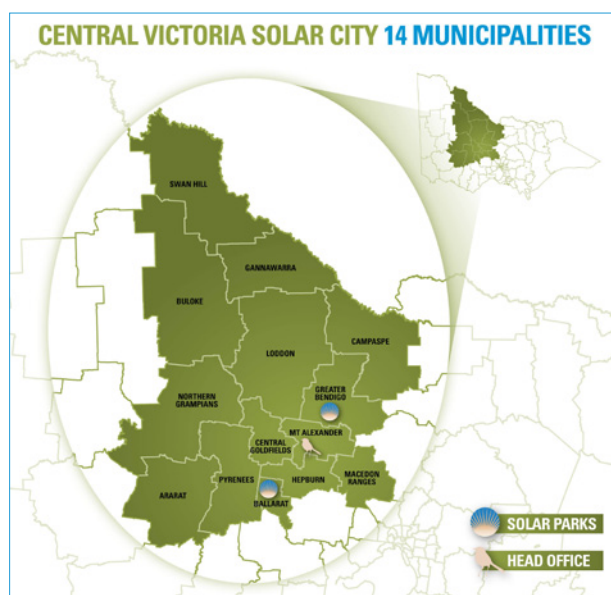 CENTRAL VICTORIA SOLAR CITY 14 MUNICIPALITIES
SWAN HILL
GANNAWARRA
BULOKE
CAMPASPE
LODDON
NORTHERN
GRAMPIANS
GREATER
BENDIGO
MT ALEXANDER
CENTRAL
GOLDFIELDS
MACEDON
RANGES
PYRENEES
HEPBURN
ARARAT
BALLARAT
SOLAR PARKS
HEAD OFFICE